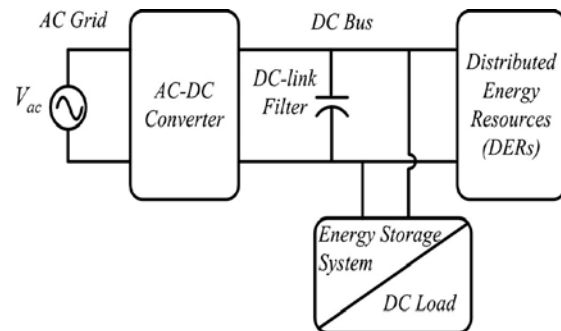 AC Grid
DC Bus
V_ac
AC-DC
Converter
DC-link
Filter
Distributed
Energy
Resources
(DERs)
Energy Storage
System
DC Load